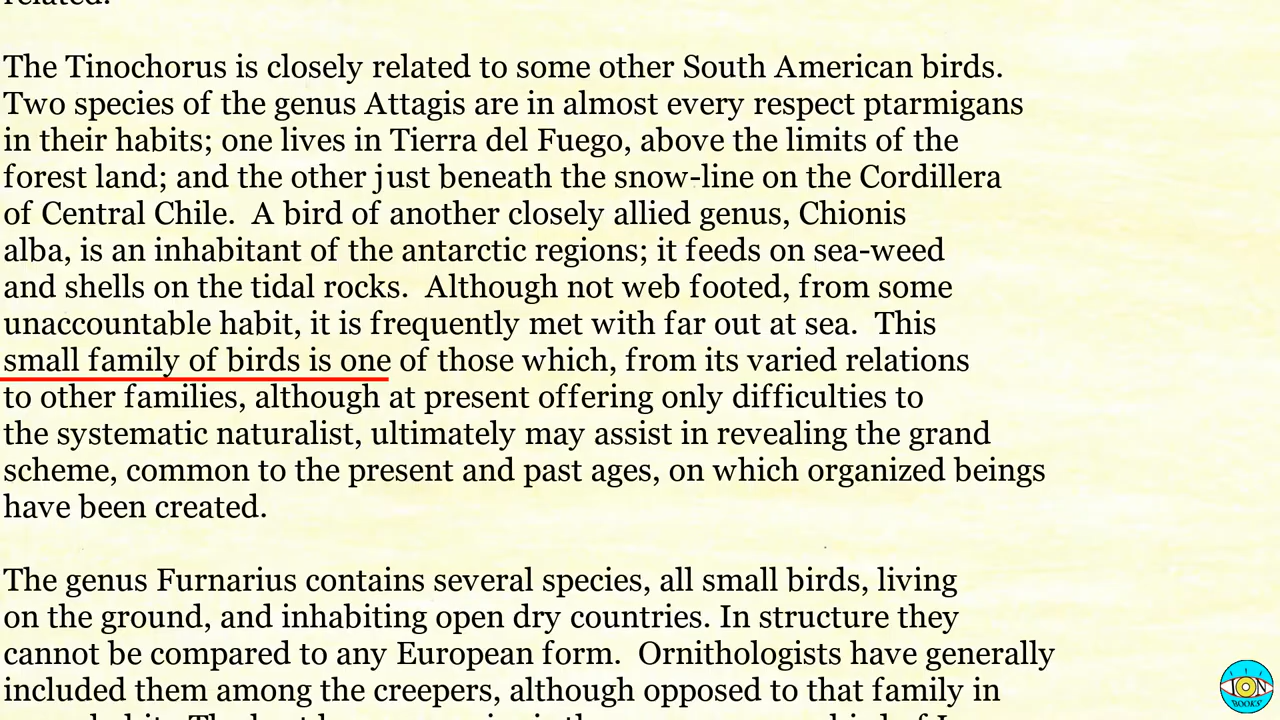 related.
The Tinochorus is closely related to some other South American birds.
Two species of the genus Attagis are in almost every respect ptarmigans
in their habits; one lives in Tierra del Fuego, above the limits of the
forest land; and the other just beneath the snow-line on the Cordillera
of Central Chile.  A bird of another closely allied genus, Chionis
alba, is an inhabitant of the antarctic regions; it feeds on sea-weed
and shells on the tidal rocks.  Although not web footed, from some
unaccountable habit, it is frequently met with far out at sea.  This
small family of birds is one of those which, from its varied relations
to other families, although at present offering only difficulties to
the systematic naturalist, ultimately may assist in revealing the grand
scheme, common to the present and past ages, on which organized beings
have been created.
The genus Furnarius contains several species, all small birds, living
on the ground, and inhabiting open dry countries. In structure they
cannot be compared to any European form.  Ornithologists have generally
included them among the creepers, although opposed to that family in
ION
BOOKS